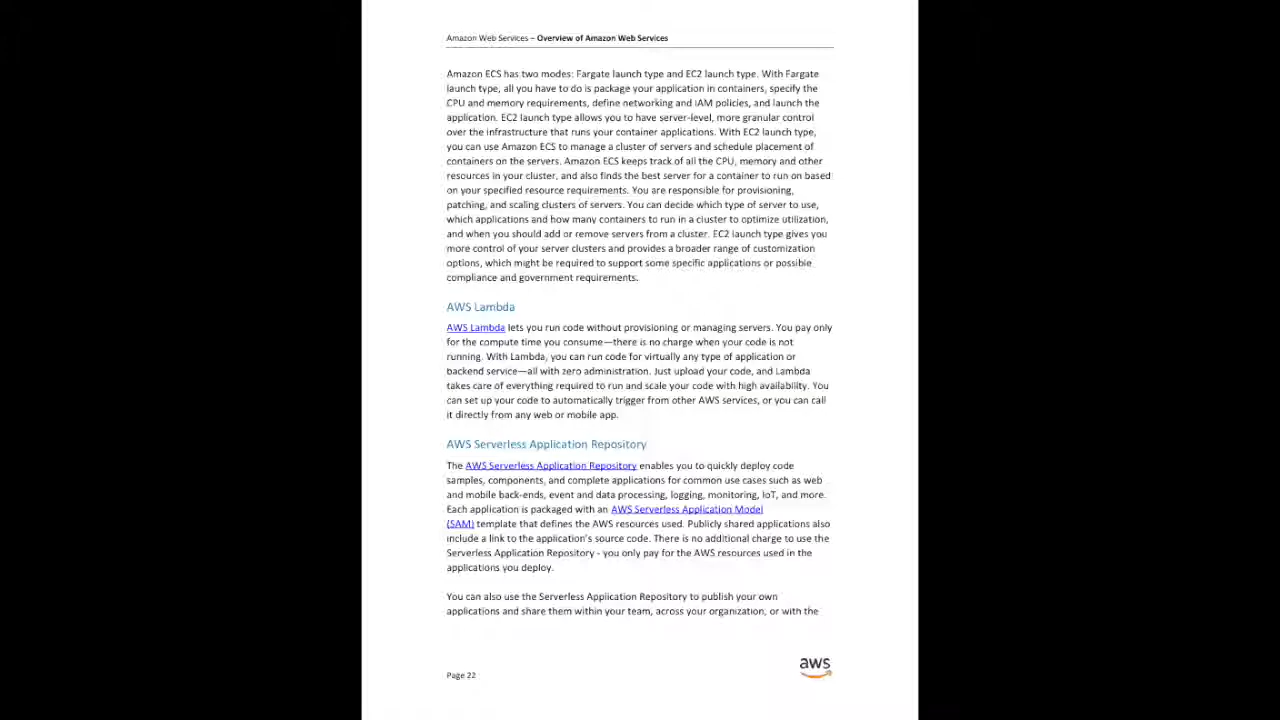 Amazon Web Services – Overview of Amazon Web Services
Amazon ECS has two modes: Fargate launch type and EC2 launch type. With Fargate
launch type, all you have to do is package your application in containers, specify the
CPU and memory requirements, define networking and IAM policies, and launch the
application. EC2 launch type allows you to have server-level, more granular control
over the infrastructure that runs your container applications. With EC2 launch type,
you can use Amazon ECS to manage a cluster of servers and schedule placement of
containers on the servers. Amazon ECS keeps track of all the CPU, memory and other
resources in your cluster, and also finds the best server for a container to run on based
on your specified resource requirements. You are responsible for provisioning,
patching, and scaling clusters of servers. You can decide which type of server to use,
which applications and how many containers to run in a cluster to optimize utilization,
and when you should add or remove servers from a cluster. EC2 launch type gives you
more control of your server clusters and provides a broader range of customization
options, which might be required to support some specific applications or possible
compliance and government requirements.
AWS Lambda
AWS Lambda lets you run code without provisioning or managing servers. You pay only
for the compute time you consume—there is no charge when your code is not
running. With Lambda, you can run code for virtually any type of application or
backend service—all with zero administration. Just upload your code, and Lambda
takes care of everything required to run and scale your code with high availability. You
can set up your code to automatically trigger from other AWS services, or you can call
it directly from any web or mobile app.
AWS Serverless Application Repository
The AWS Serverless Application Repository enables you to quickly deploy code
samples, components, and complete applications for common use cases such as web
and mobile back-ends, event and data processing, logging, monitoring, IoT, and more.
Each application is packaged with an AWS Serverless Application Model
(SAM) template that defines the AWS resources used. Publicly shared applications also
include a link to the application's source code. There is no additional charge to use the
Serverless Application Repository - you only pay for the AWS resources used in the
applications you deploy.
You can also use the Serverless Application Repository to publish your own
applications and share them within your team, across your organization, or with the
aws
Page 22